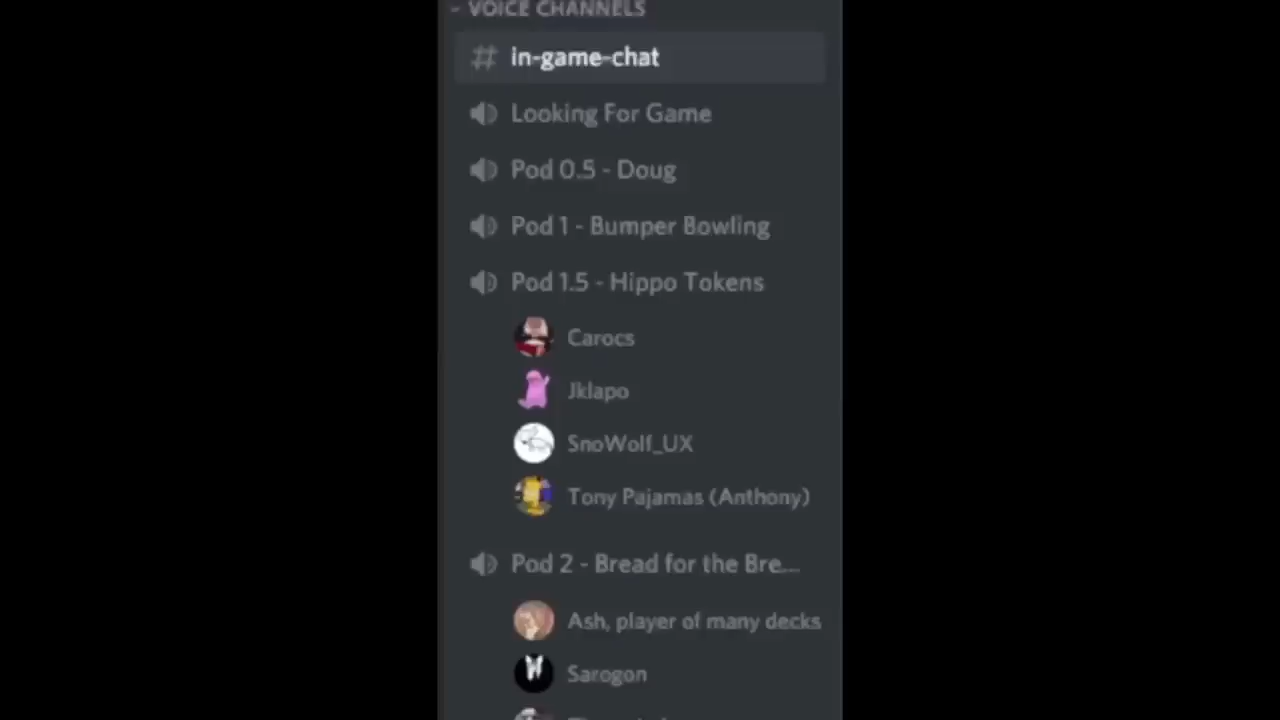 VOICE CHANNELS
in-game-chat
Looking For Game
Pod 0.5 - Doug
Pod 1 - Bumper Bowling
Pod 1.5 - Hippo Tokens
Carocs
Jklapo
SnoWolf_UX
Tony Pajamas (Anthony)
Pod 2 - Bread for the Bre...
Ash, player of many decks
Sarogon